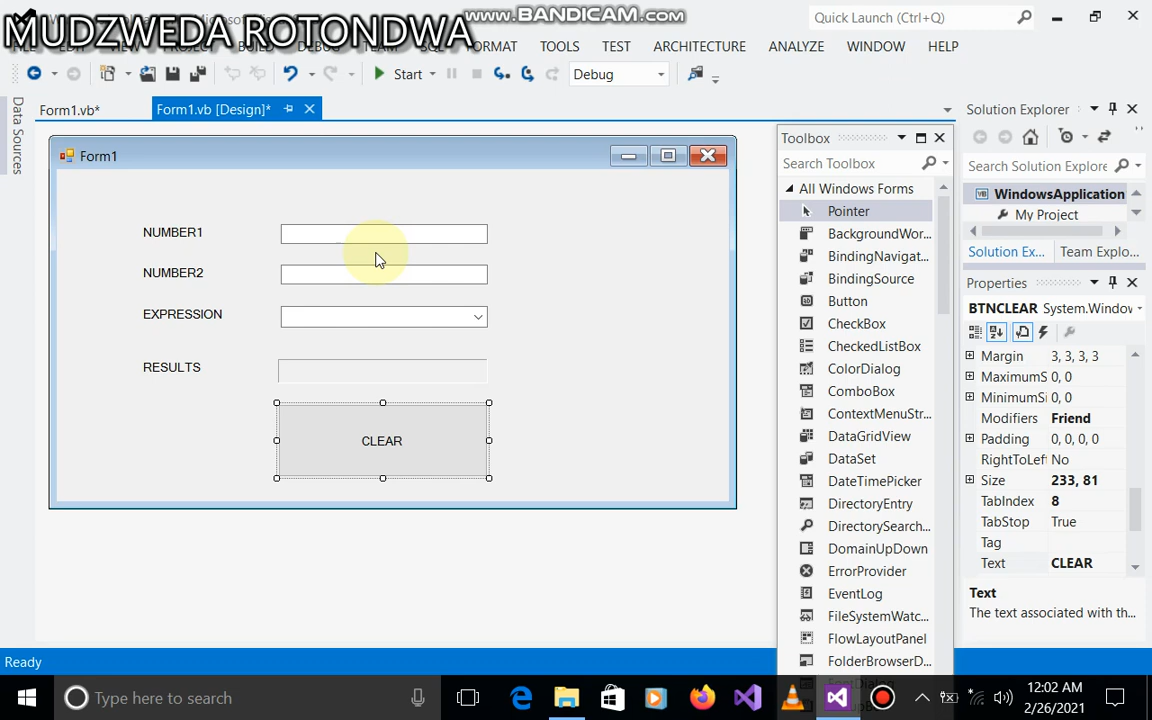 www.BANDICAM.com
MUDZWEDA ROTONDWA
Quick Launch (Ctrl+Q)
FORMAT TOOLS TEST ARCHITECTURE ANALYZE WINDOW HELP
Start Debug
Data Sources
Form1.vb* Form1.vb [Design]*
Form1
NUMBER1
NUMBER2
EXPRESSION
RESULTS
CLEAR
Toolbox
Search Toolbox
All Windows Forms
Pointer
BackgroundWor...
BindingNavigat...
BindingSource
Button
CheckBox
CheckedListBox
ColorDialog
ComboBox
ContextMenuStr...
DataGridView
DataSet
DateTimePicker
DirectoryEntry
DirectorySearch...
DomainUpDown
ErrorProvider
EventLog
FileSystemWatc...
FlowLayoutPanel
FolderBrowserD...
Solution Explorer
Search Solution Explore
WindowsApplication
My Project
Solution Ex... Team Explo...
Properties
BTNCLEAR System.Window
Margin 3, 3, 3, 3
MaximumS 0, 0
MinimumSi 0, 0
Modifiers Friend
Padding 0, 0, 0, 0
RightToLeft No
Size 233, 81
TabIndex 8
TabStop True
Tag
Text CLEAR
Text
The text associated with th...
Ready
Type here to search
12:02 AM
2/26/2021